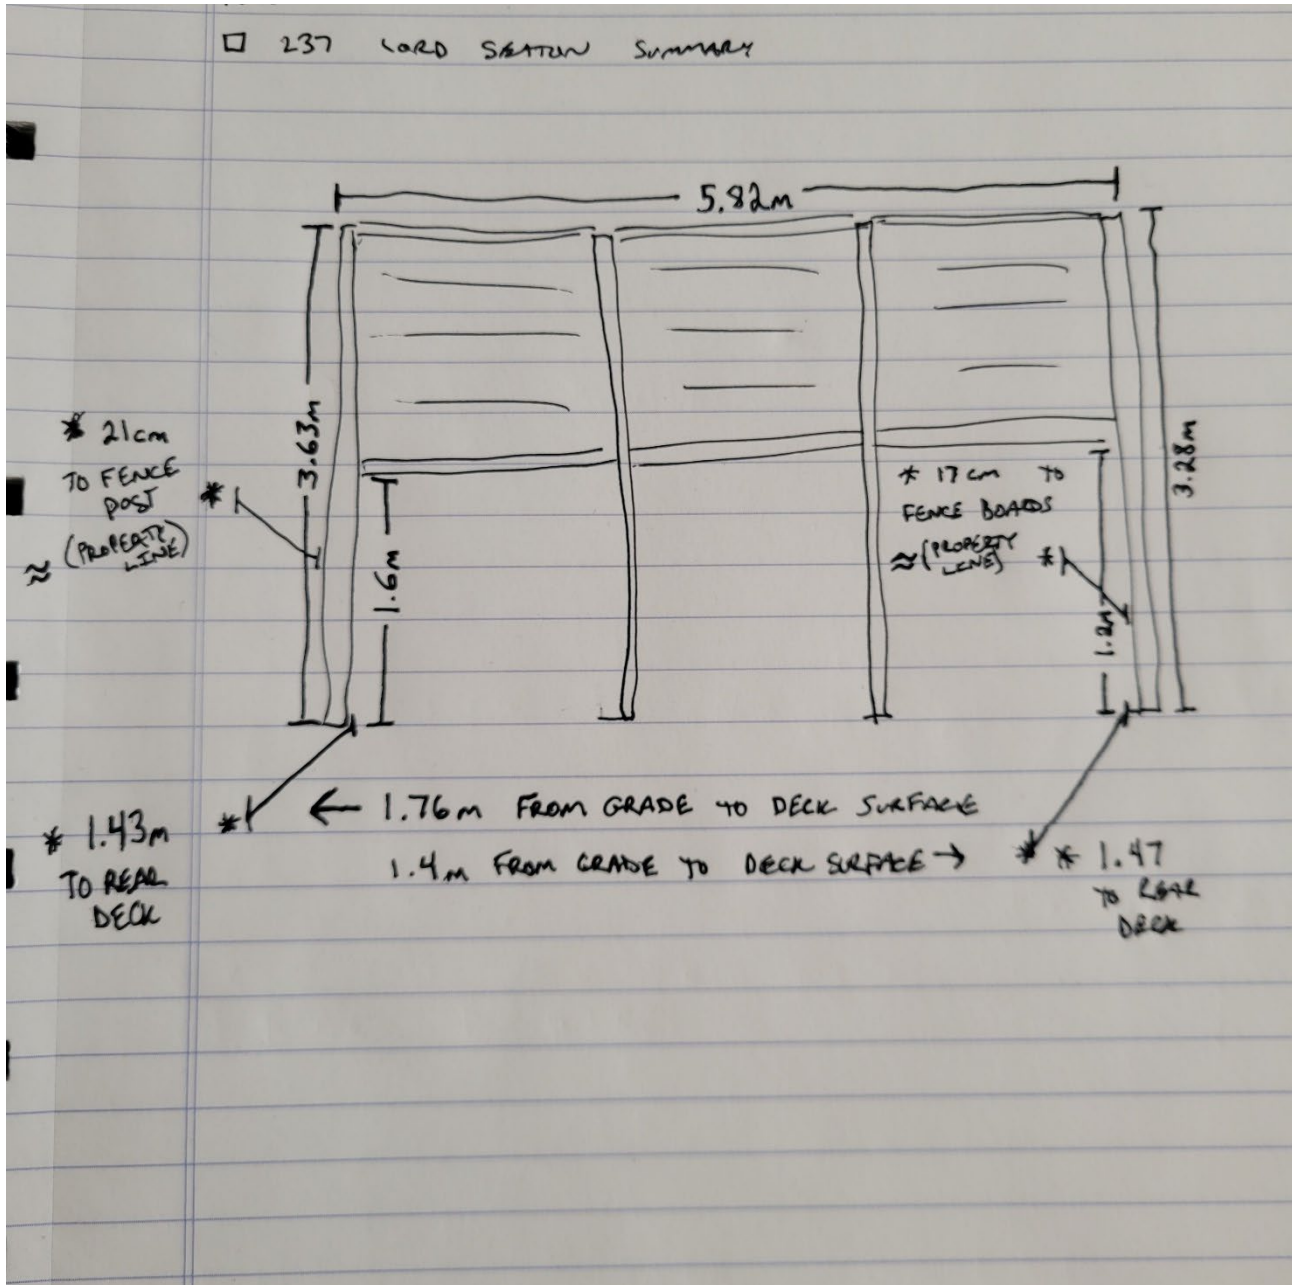 □ 237 LORD SEATON SUMMARY
5.82m
3.63m
3.28m
* 21cm
TO FENCE
POST
≈ (PROPERTY
LINE)
*
1.6m
* 17cm TO
FENCE BOARDS
≈ (PROPERTY
LINE) *
1.2m
* ← 1.76m FROM GRADE TO DECK SURFACE
1.4m FROM GRADE TO DECK SURFACE → *
* 1.43m
TO REAR
DECK
* 1.47
TO REAR
DECK